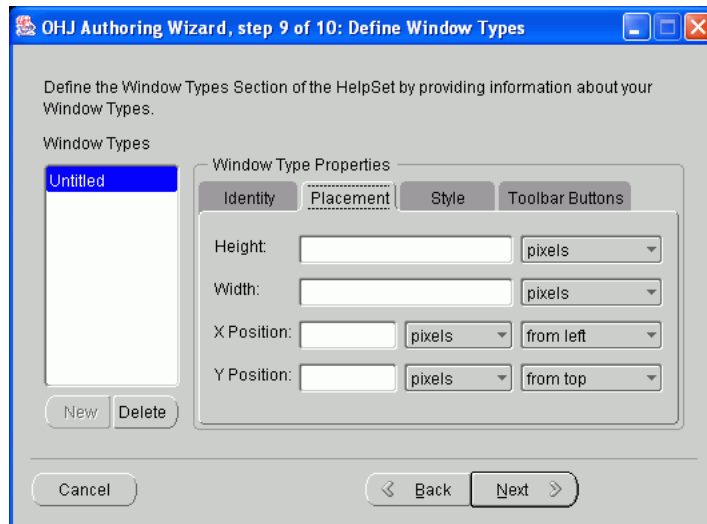 OHJ Authoring Wizard, step 9 of 10: Define Window Types
Define the Window Types Section of the HelpSet by providing information about your
Window Types.
Window Types
Untitled
New Delete
Window Type Properties
Identity Placement Style Toolbar Buttons
Height: pixels
Width: pixels
X Position: pixels from left
Y Position: pixels from top
Cancel Back Next